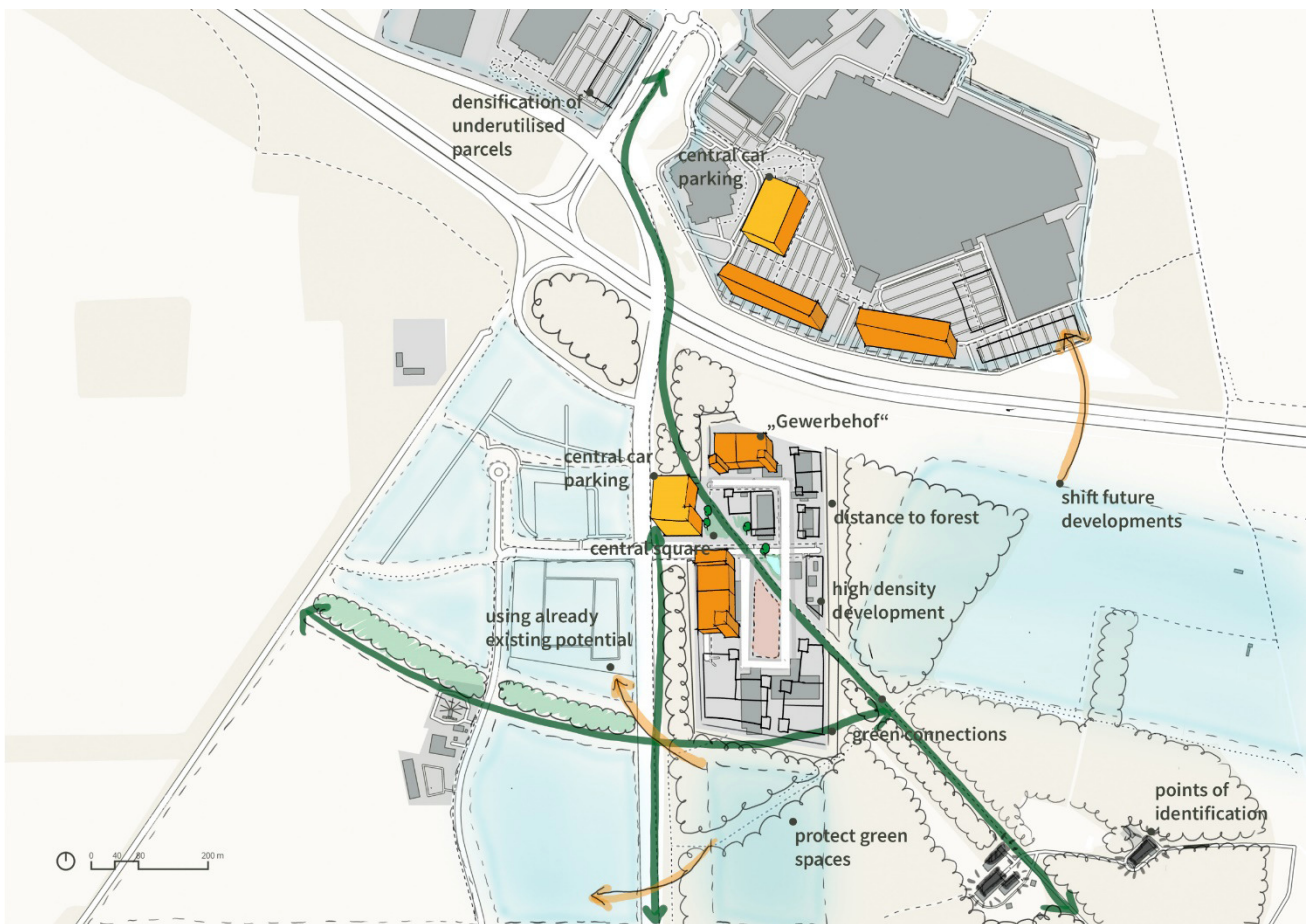 densification of
underutilised
parcels
central car
parking
„Gewerbehof“
central car
parking
shift future
developments
distance to forest
central square
high density
development
using already
existing potential
green connections
points of
identification
protect green
spaces
0 40 80 200 m